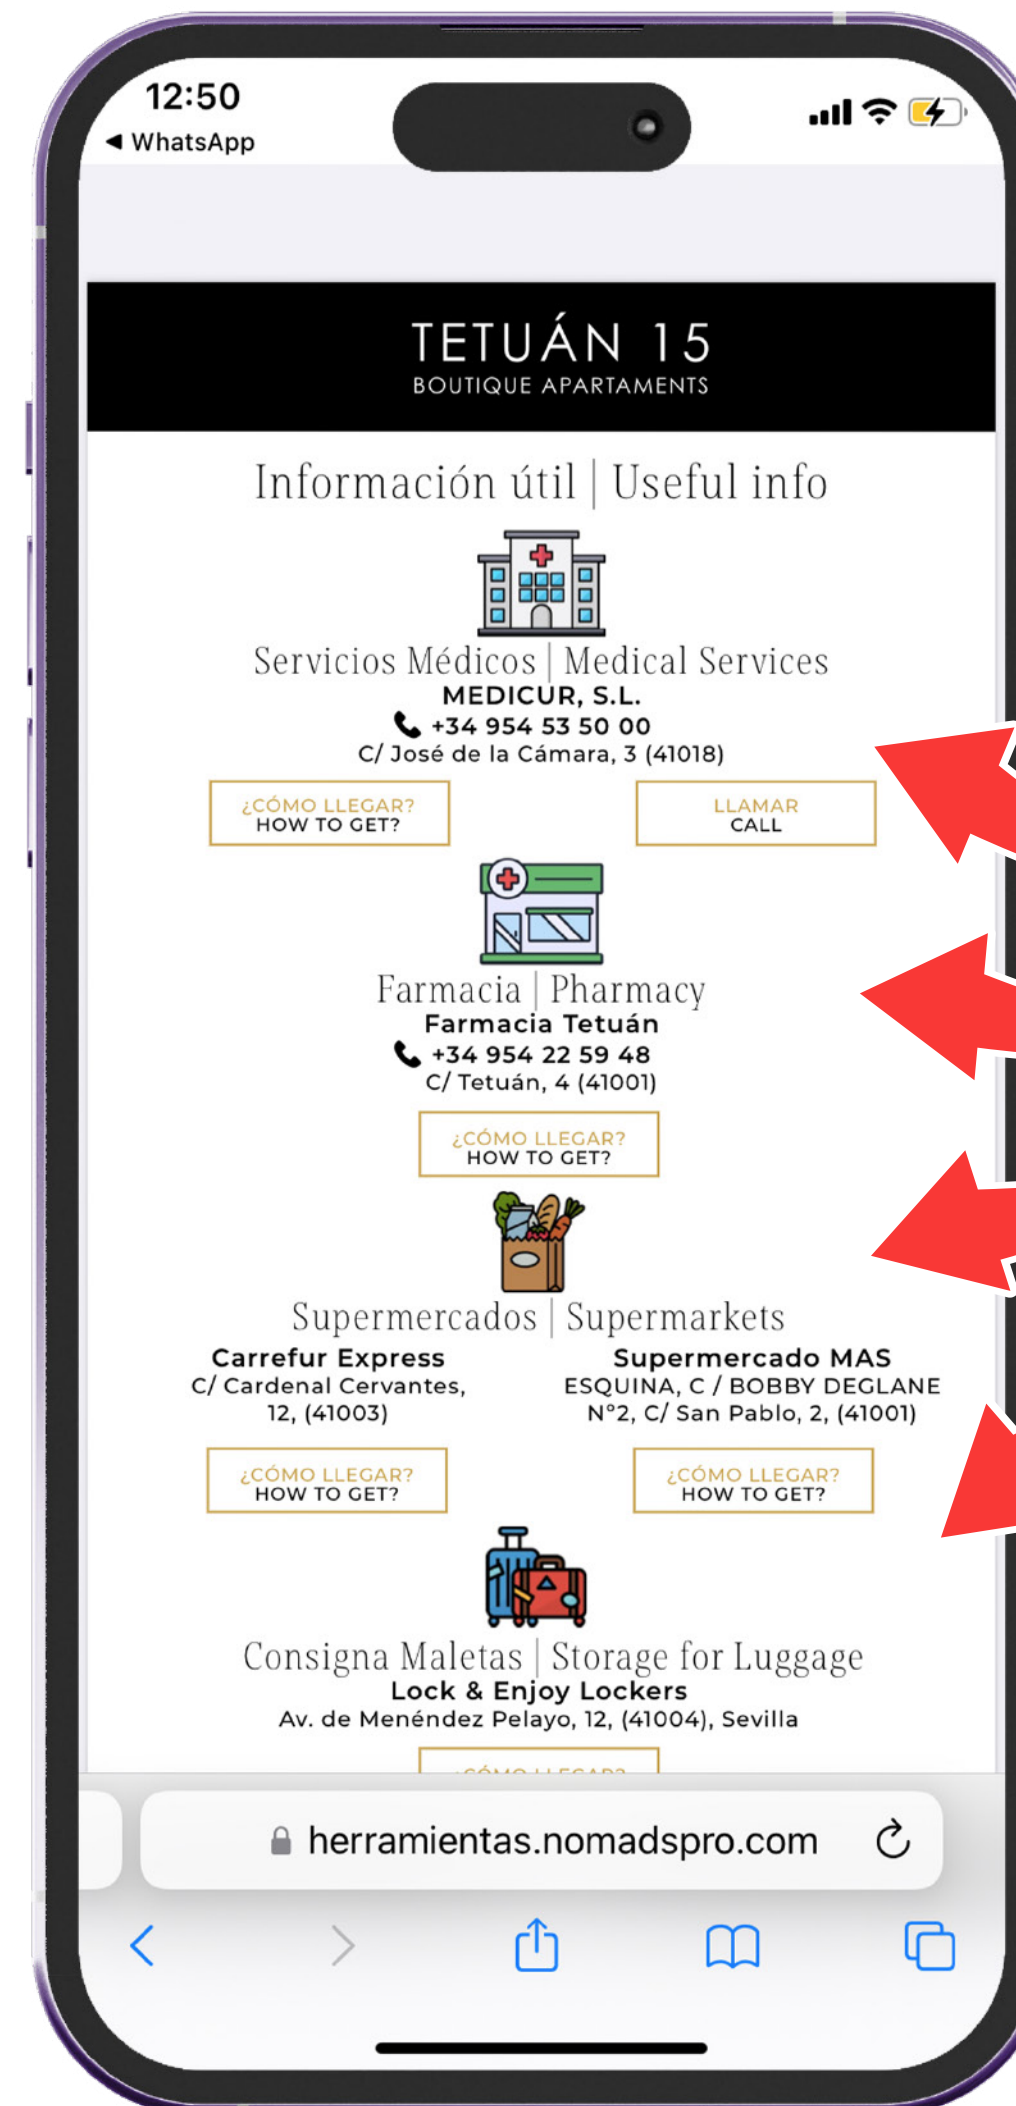 12:50
◀ WhatsApp
TETUÁN 15
BOUTIQUE APARTAMENTS
Información útil | Useful info
Servicios Médicos | Medical Services
MEDICUR, S.L.
+34 954 53 50 00
C/ José de la Cámara, 3 (41018)
¿CÓMO LLEGAR?
HOW TO GET?
LLAMAR
CALL
Farmacia | Pharmacy
Farmacia Tetuán
+34 954 22 59 48
C/ Tetuán, 4 (41001)
¿CÓMO LLEGAR?
HOW TO GET?
Supermercados | Supermarkets
Carrefur Express
C/ Cardenal Cervantes,
12, (41003)
¿CÓMO LLEGAR?
HOW TO GET?
Supermercado MAS
ESQUINA, C / BOBBY DEGLANE
Nº2, C/ San Pablo, 2, (41001)
¿CÓMO LLEGAR?
HOW TO GET?
Consigna Maletas | Storage for Luggage
Lock & Enjoy Lockers
Av. de Menéndez Pelayo, 12, (41004), Sevilla
¿CÓMO LLEGAR?
herramientas.nomadspro.com